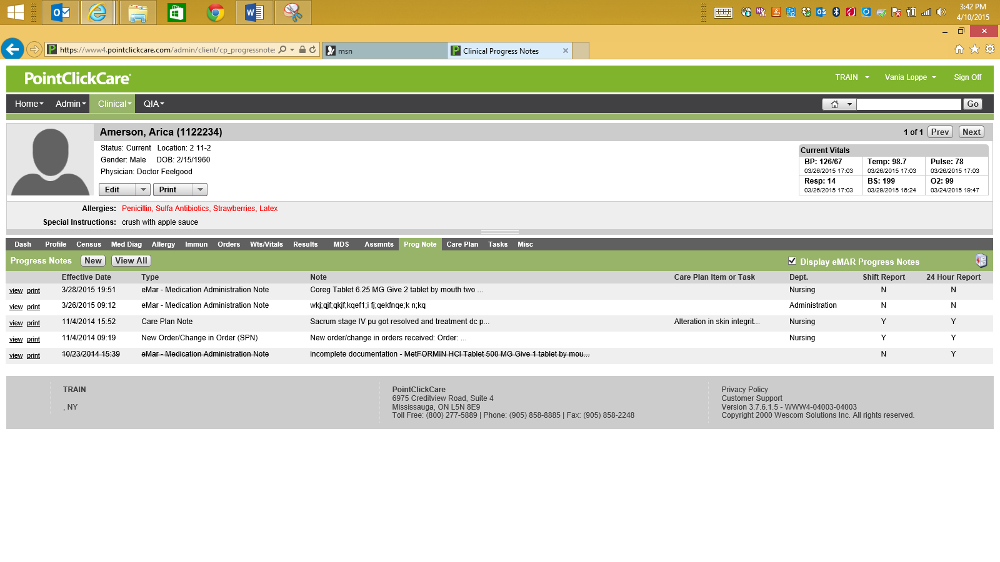 3:42 PM
4/10/2015
https://www4.pointclickcare.com/admin/client/cp_progressnote:
msn
Clinical Progress Notes
PointClickCare®
TRAIN Vania Loppe Sign Off
Home Admin Clinical QIA Go
Amerson, Arica (1122234) 1 of 1 Prev Next
Status: Current Location: 2 11-2
Gender: Male DOB: 2/15/1960
Physician: Doctor Feelgood
Edit Print
Current Vitals
BP: 126/67 Temp: 98.7 Pulse: 78
03/26/2015 17:03 03/26/2015 17:03 03/26/2015 17:03
Resp: 14 BS: 199 O2: 99
03/26/2015 17:03 03/29/2015 16:24 03/24/2015 19:47
Allergies: Penicillin, Sulfa Antibiotics, Strawberries, Latex
Special Instructions: crush with apple sauce
Dash Profile Census Med Diag Allergy Immun Orders Wts/Vitals Results MDS Assmnts Prog Note Care Plan Tasks Misc
Progress Notes New View All Display eMAR Progress Notes
Effective Date Type Note Care Plan Item or Task Dept. Shift Report 24 Hour Report
view print 3/28/2015 19:51 eMar - Medication Administration Note Coreg Tablet 6.25 MG Give 2 tablet by mouth two ... Nursing N N
view print 3/26/2015 09:12 eMar - Medication Administration Note wkj;qjf;qkjf;kqef1;i fj;qekfnqe;k n;kq Administration N N
view print 11/4/2014 15:52 Care Plan Note Sacrum stage IV pu got resolved and treatment dc p... Alteration in skin integrit... Nursing Y Y
view print 11/4/2014 09:19 New Order/Change in Order (SPN) New order/change in orders received: Order: ... Nursing Y Y
view print 10/23/2014 15:39 eMar - Medication Administration Note incomplete documentation - MetFORMIN HCl Tablet 500 MG Give 1 tablet by mou... N Y
TRAIN
, NY
PointClickCare
6975 Creditview Road, Suite 4
Mississauga, ON L5N 8E9
Toll Free: (800) 277-5889 | Phone: (905) 858-8885 | Fax: (905) 858-2248
Privacy Policy
Customer Support
Version 3.7.6.1.5 - WWW4-04003-04003
Copyright 2000 Wescom Solutions Inc. All rights reserved.